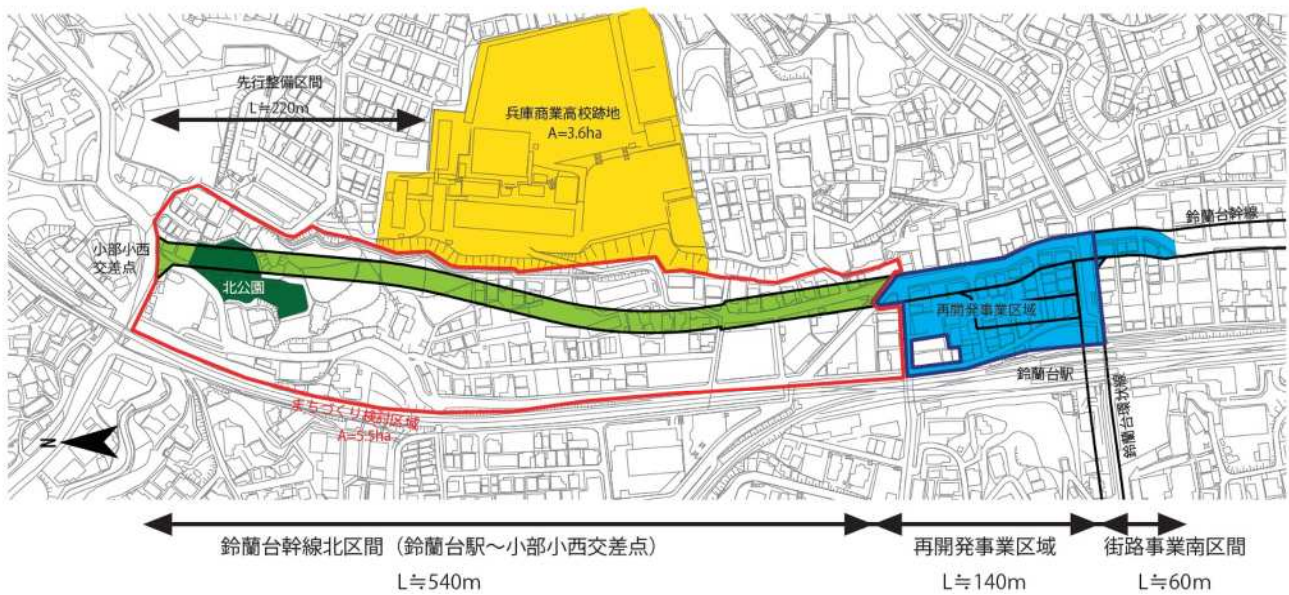 先行整備区間
L≒220m
兵庫商業高校跡地
A=3.6ha
鈴蘭台幹線
小部小西
交差点
北公園
再開発事業区域
鈴蘭台駅
まちづくり検討区域
A=5.5ha
鈴蘭台環状線
N
鈴蘭台幹線北区間（鈴蘭台駅～小部小西交差点）
L≒540m
再開発事業区域
L≒140m
街路事業南区間
L≒60m